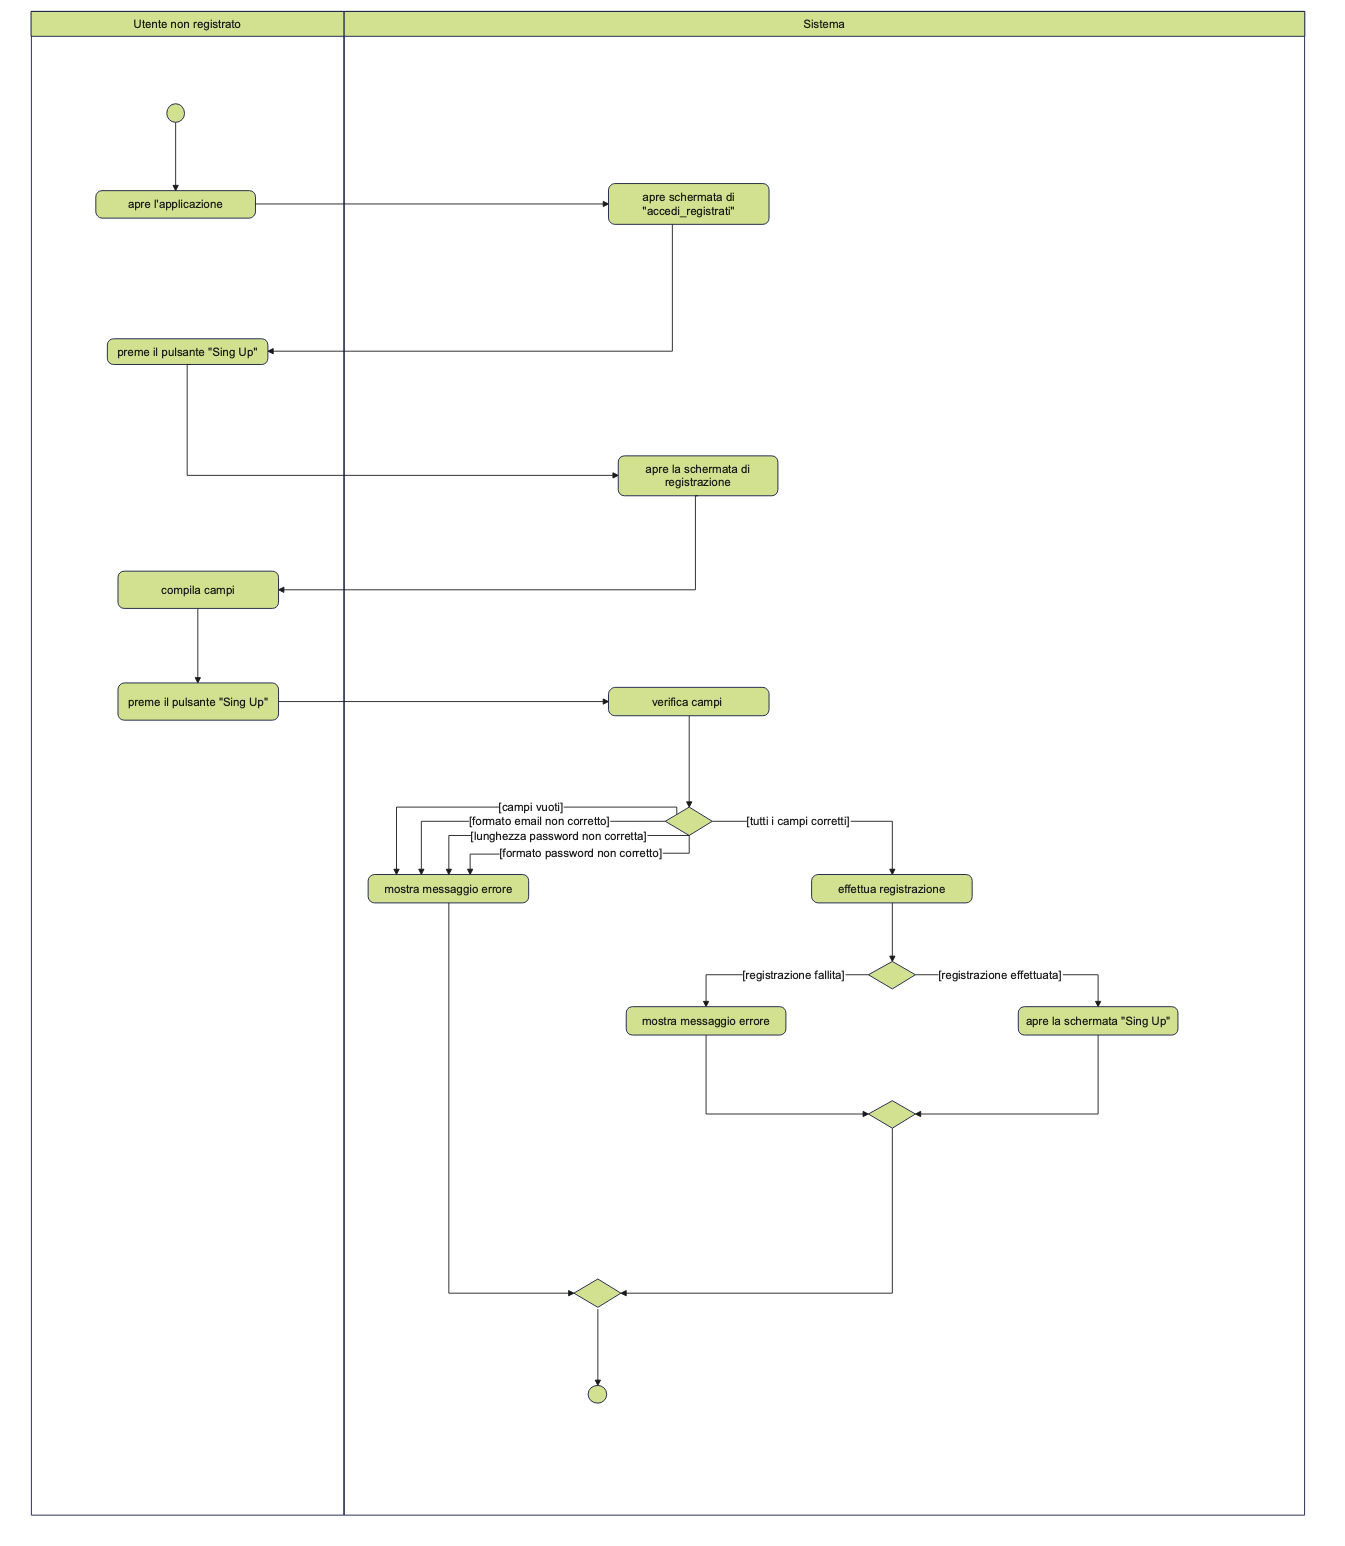 Utente non registrato
Sistema
apre l'applicazione
apre schermata di
"accedi_registrati"
preme il pulsante "Sing Up"
apre la schermata di
registrazione
compila campi
preme il pulsante "Sing Up"
verifica campi
[campi vuoti]
[formato email non corretto]
[tutti i campi corretti]
[lunghezza password non corretta]
[formato password non corretto]
mostra messaggio errore
effettua registrazione
[registrazione fallita]
[registrazione effettuata]
mostra messaggio errore
apre la schermata "Sing Up"